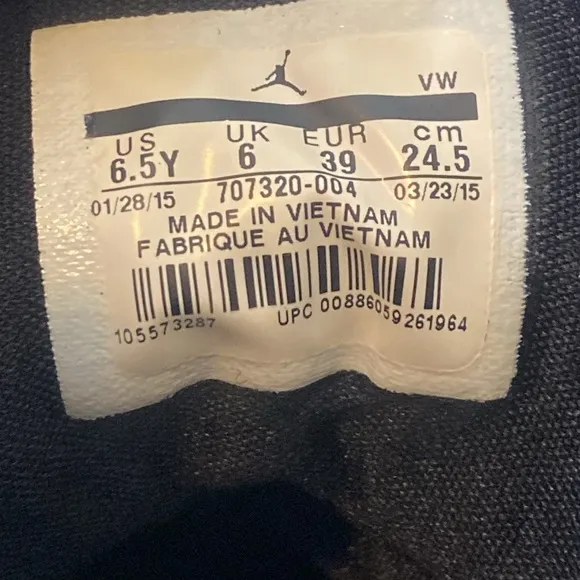 VW
US UK EUR cm
6.5Y 6 39 24.5
01/28/15 707320-004 03/23/15
MADE IN VIETNAM
FABRIQUE AU VIETNAM
105573287 UPC 00886059261964